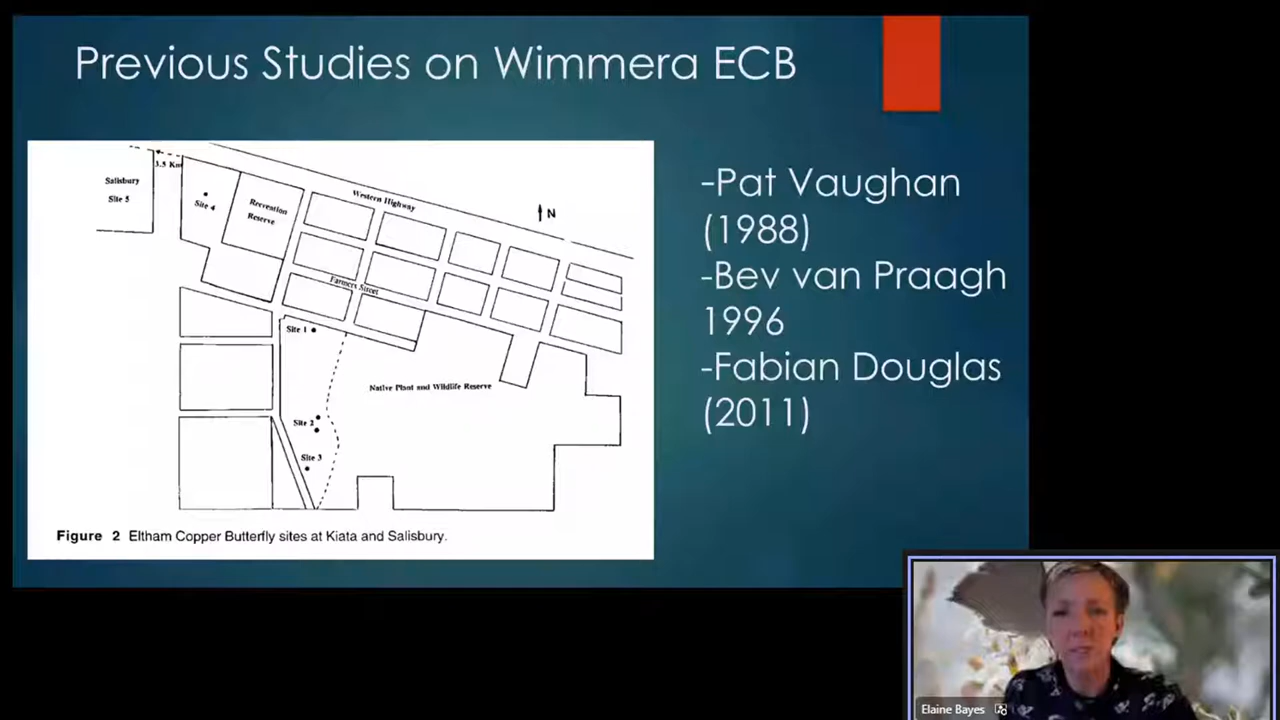 Previous Studies on Wimmera ECB
3.5 Km
Salisbury
Site 5
Site 4
Recreation
Reserve
Western Highway
N
Farmers Street
Site 1
Native Plant and Wildlife Reserve
Site 2
Site 3
Figure 2 Eltham Copper Butterfly sites at Kiata and Salisbury.
-Pat Vaughan
(1988)
-Bev van Praagh
1996
-Fabian Douglas
(2011)
Elaine Bayes